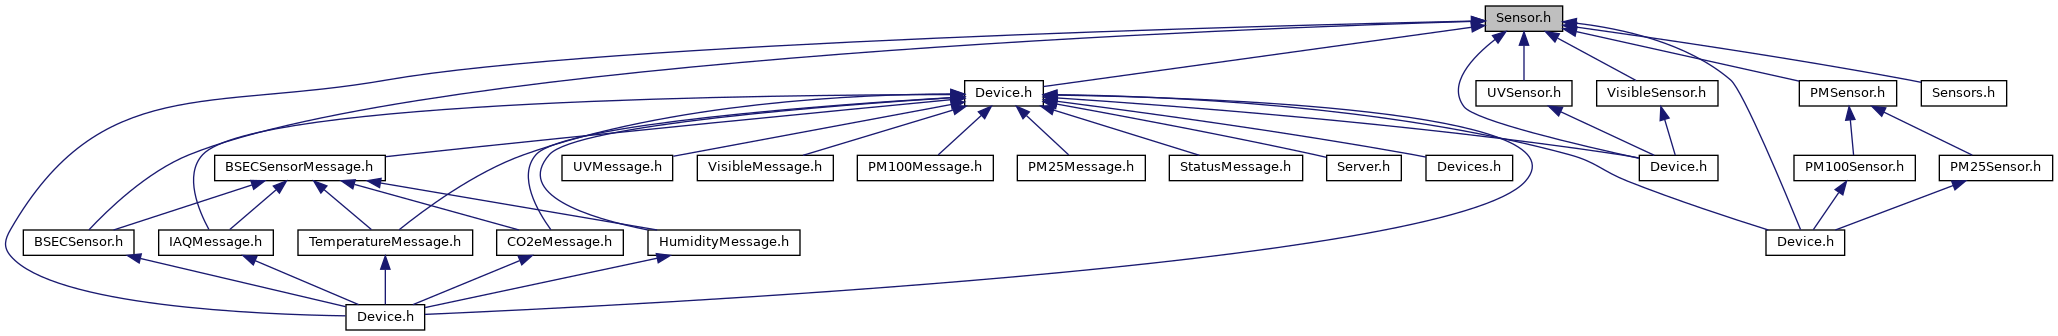 Sensor.h
Device.h
UVSensor.h
VisibleSensor.h
PMSensor.h
Sensors.h
BSECSensorMessage.h
UVMessage.h
VisibleMessage.h
PM100Message.h
PM25Message.h
StatusMessage.h
Server.h
Devices.h
Device.h
PM100Sensor.h
PM25Sensor.h
BSECSensor.h
IAQMessage.h
TemperatureMessage.h
CO2eMessage.h
HumidityMessage.h
Device.h
Device.h